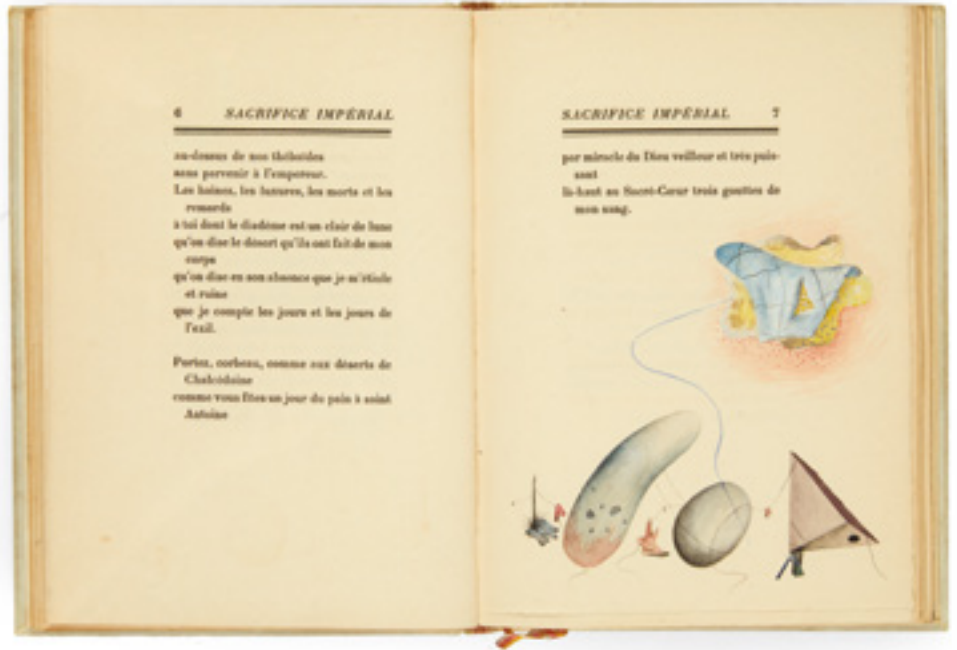 6 SACRIFICE IMPÉRIAL
au-dessus de nos thébaïdes
sans parvenir à l'empereur.
Les haines, les luxures, les morts et les
remords
à toi dont le diadème est un clair de lune
qu'on dise le désert qu'ils ont fait de mon
corps
qu'on dise en son absence que je m'étiole
et ruine
que je compte les jours et les jours de
l'exil.
Portez, corbeau, comme aux déserts de
Chalcédoine
comme vous fîtes un jour du pain à saint
Antoine
SACRIFICE IMPÉRIAL 7
par miracle du Dieu veilleur et très puis-
sant
là-haut au Sacré-Cœur trois gouttes de
mon sang.